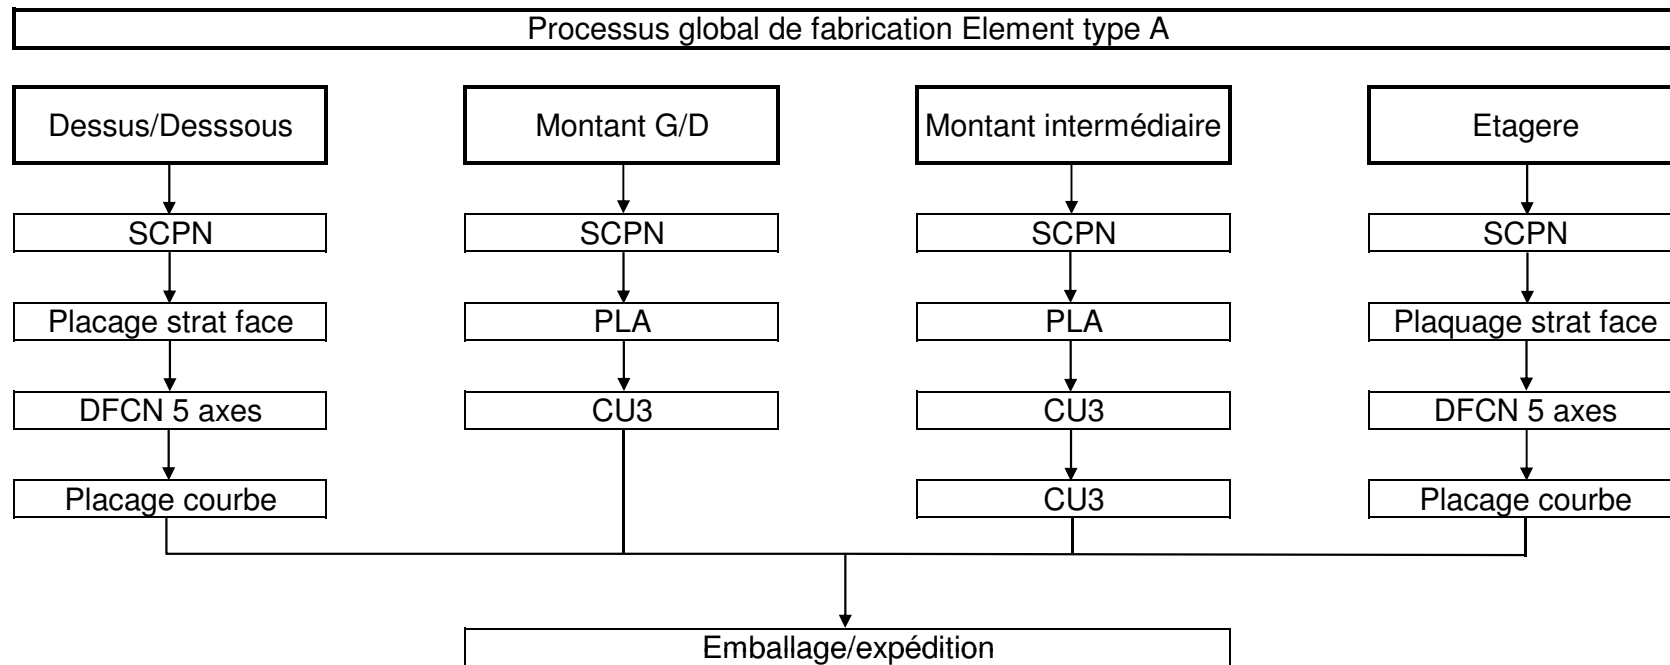 Processus global de fabrication Element type A
Dessus/Desssous
Montant G/D
Montant intermédiaire
Etagere
SCPN
SCPN
SCPN
SCPN
Placage strat face
PLA
PLA
Plaquage strat face
DFCN 5 axes
CU3
CU3
DFCN 5 axes
Placage courbe
CU3
Placage courbe
Emballage/expédition